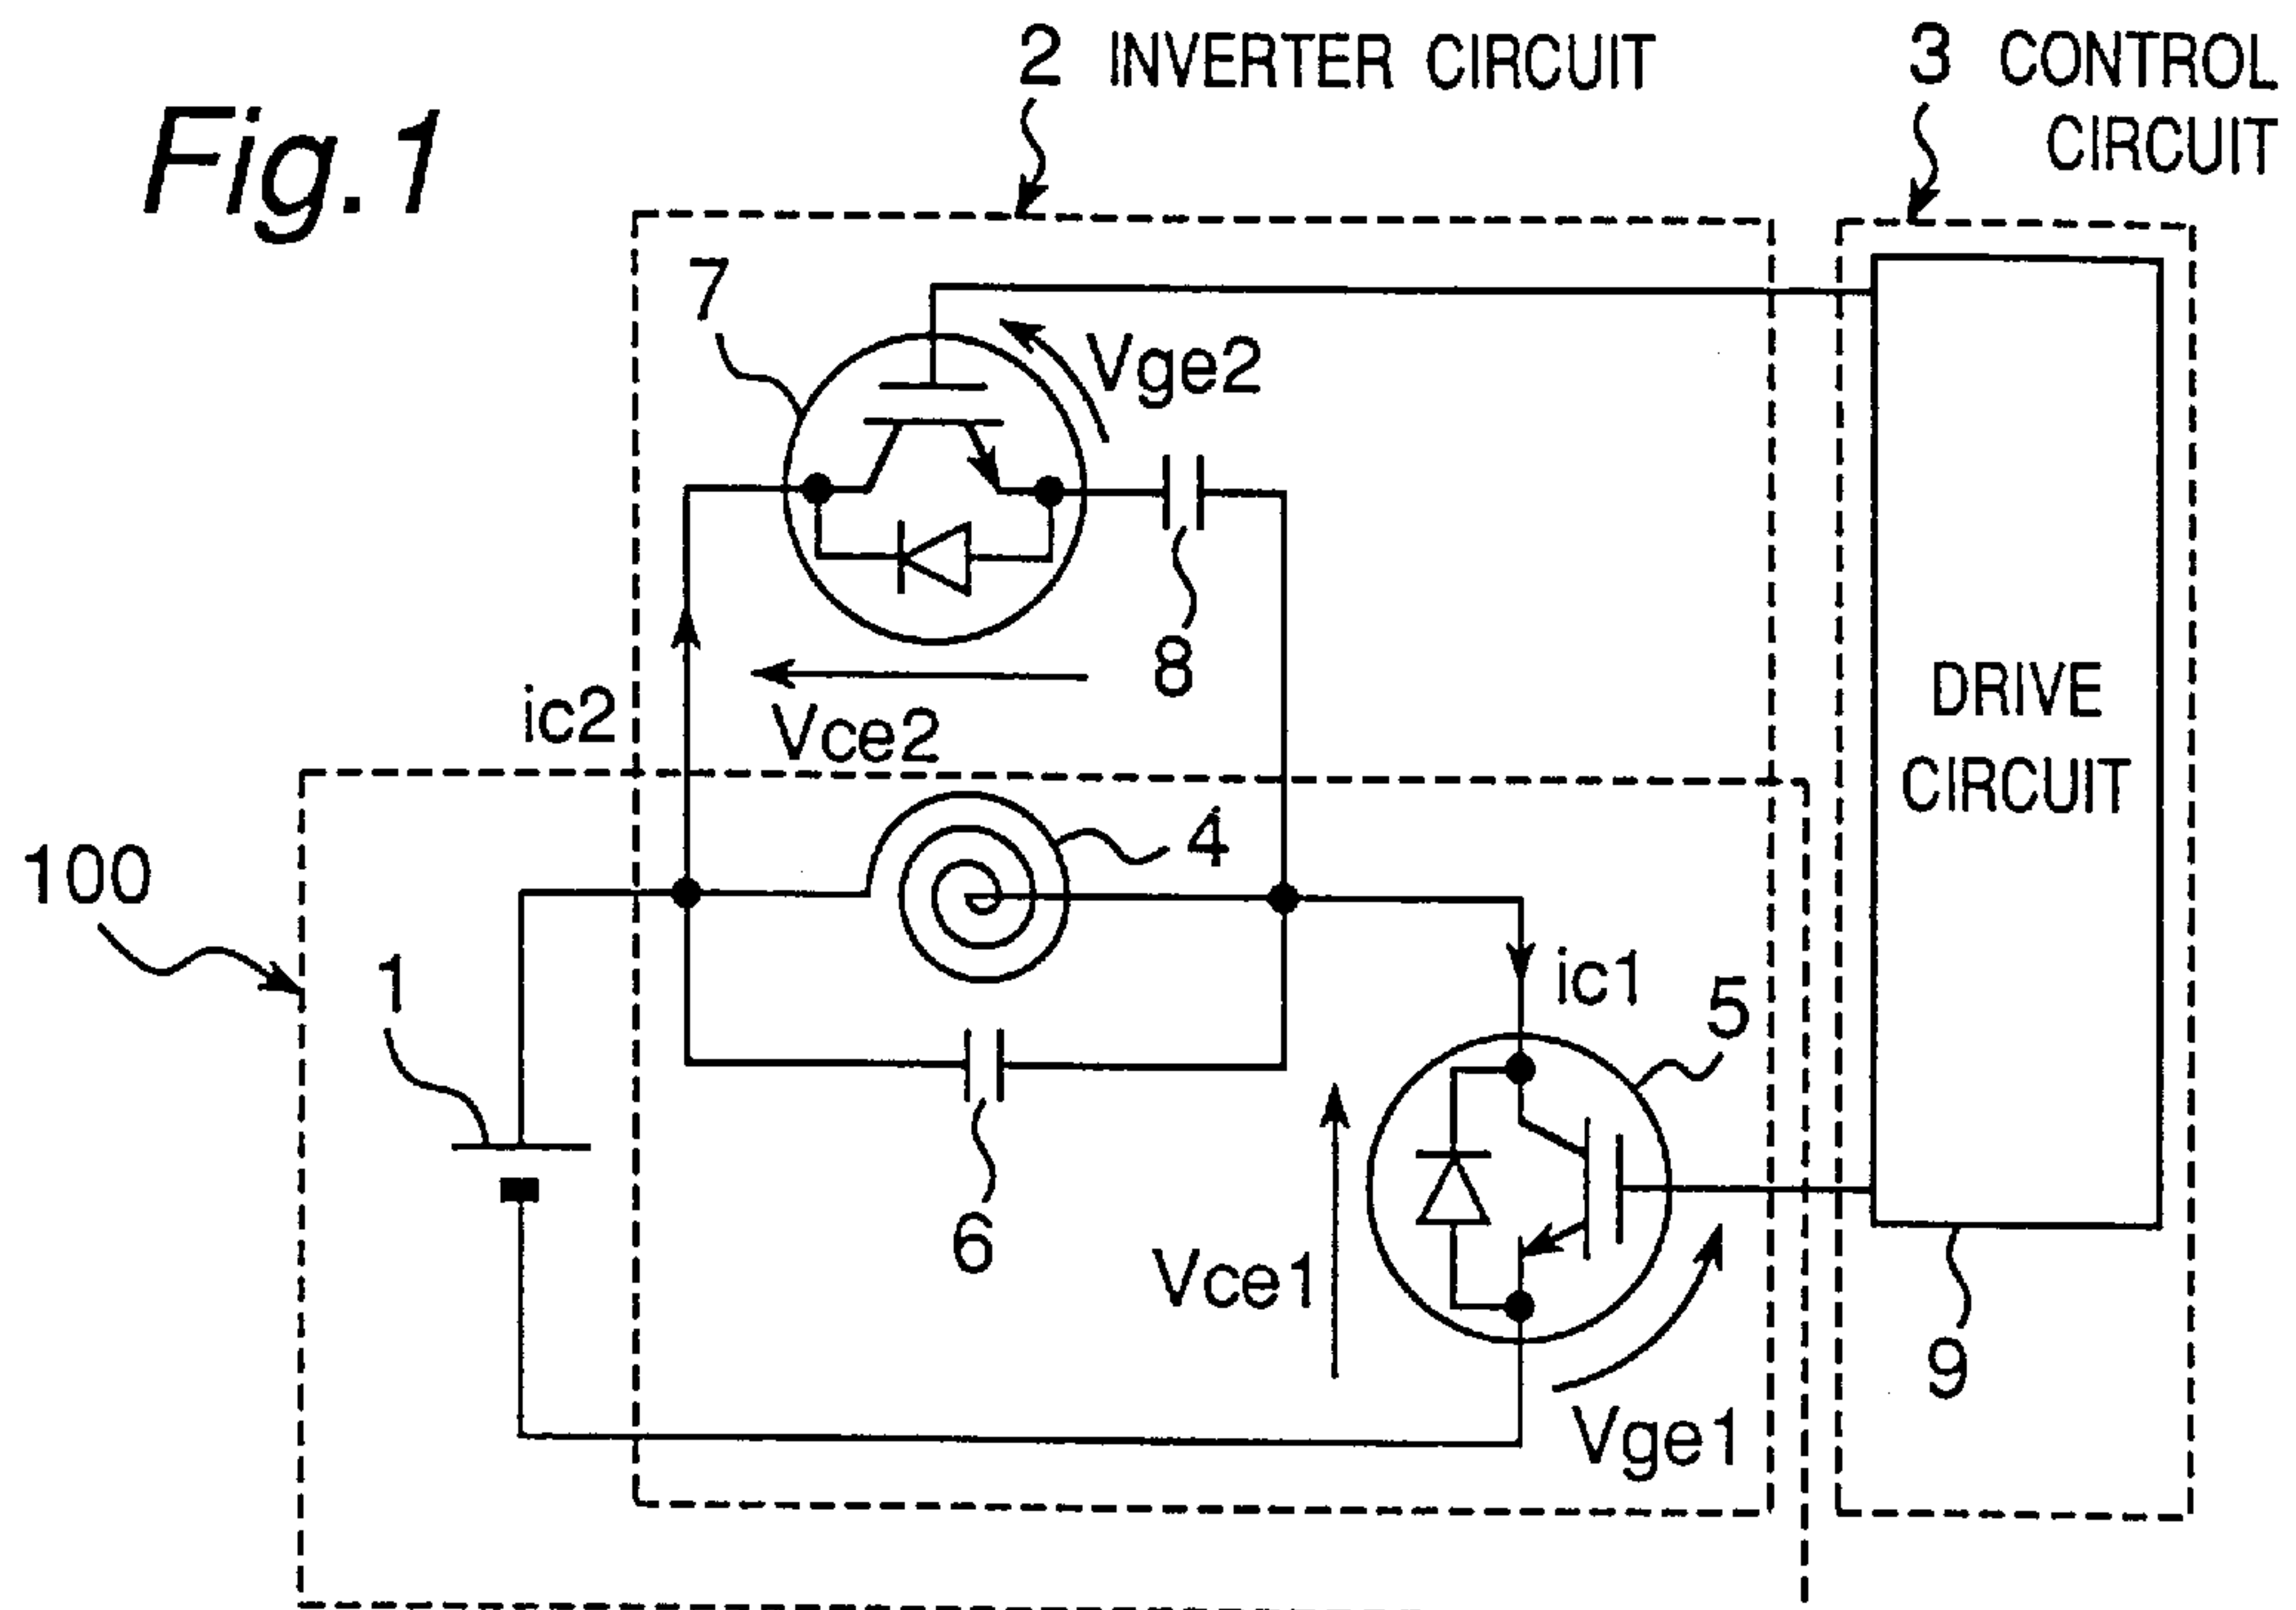 Fig.1
2 INVERTER CIRCUIT
3 CONTROL
CIRCUIT
7
Vge2
8
ic2
Vce2
DRIVE
CIRCUIT
4
100
1
ic1
5
6
Vce1
9
Vge1